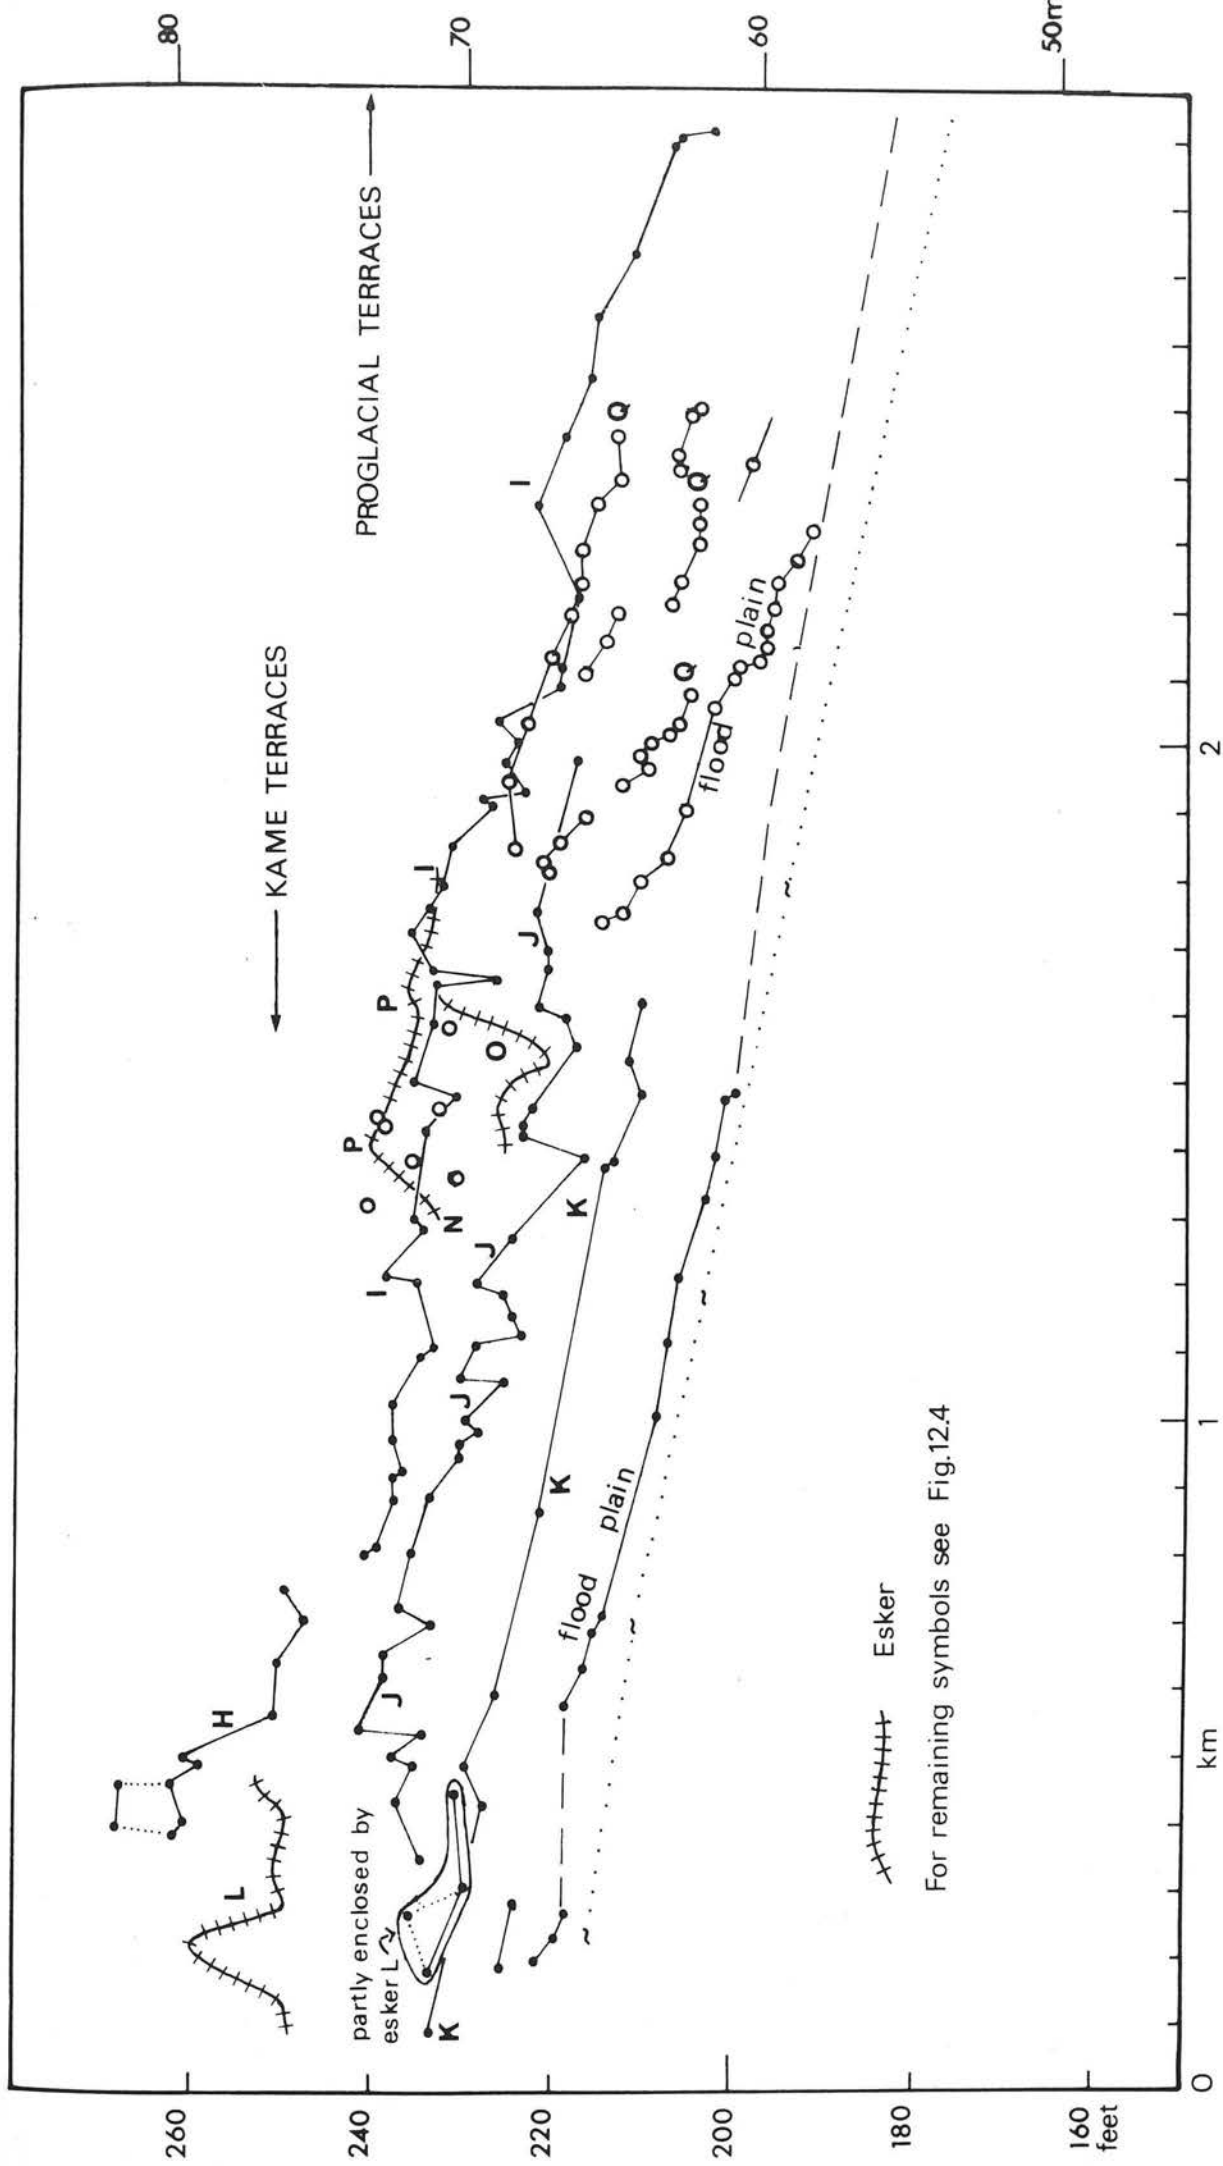 80
70
60
50m
PROGLACIAL TERRACES
KAME TERRACES
I
Q
Q
Q
plain
flood
I
J
P
O
P
N
K
J
I
J
K
plain
flood
J
H
L
partly enclosed by
esker L
K
Esker
For remaining symbols see Fig.12.4
260
240
220
200
180
160
feet
0
km
1
2